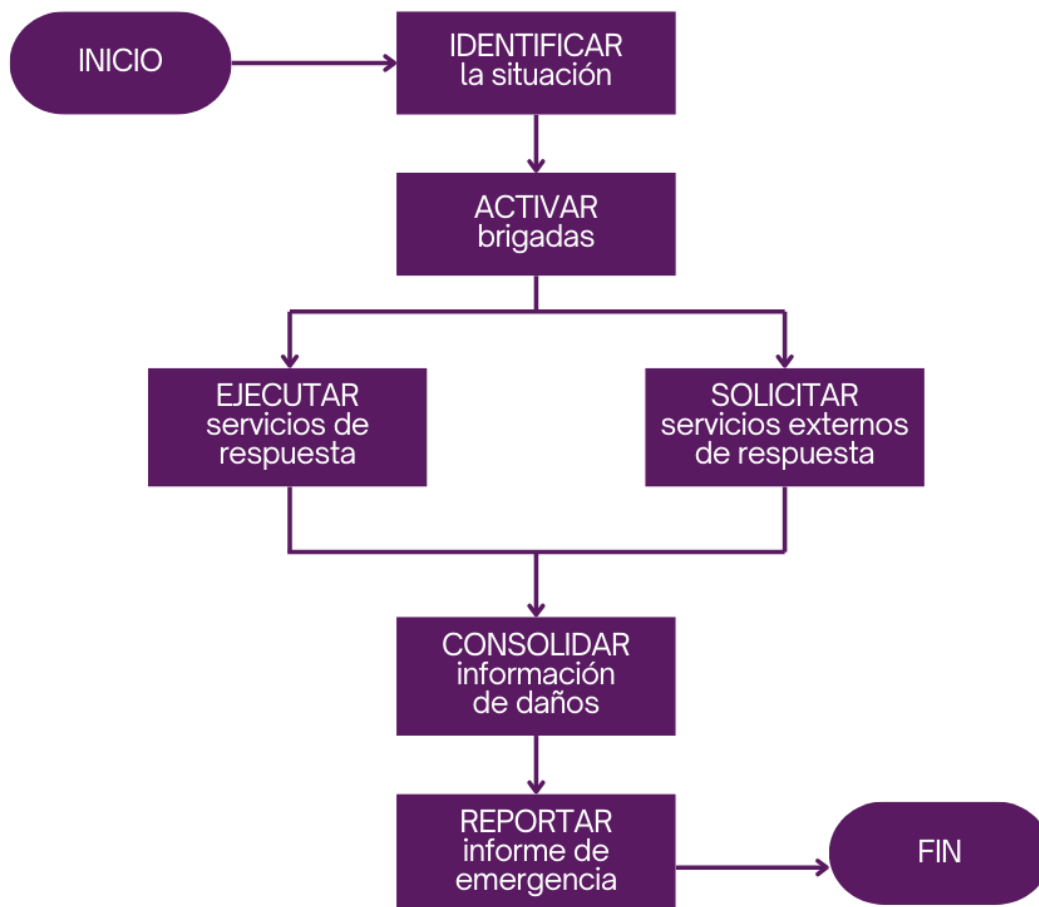 INICIO
IDENTIFICAR
la situación
ACTIVAR
brigadas
EJECUTAR
servicios de
respuesta
SOLICITAR
servicios externos
de respuesta
CONSOLIDAR
información
de daños
REPORTAR
informe de
emergencia
FIN